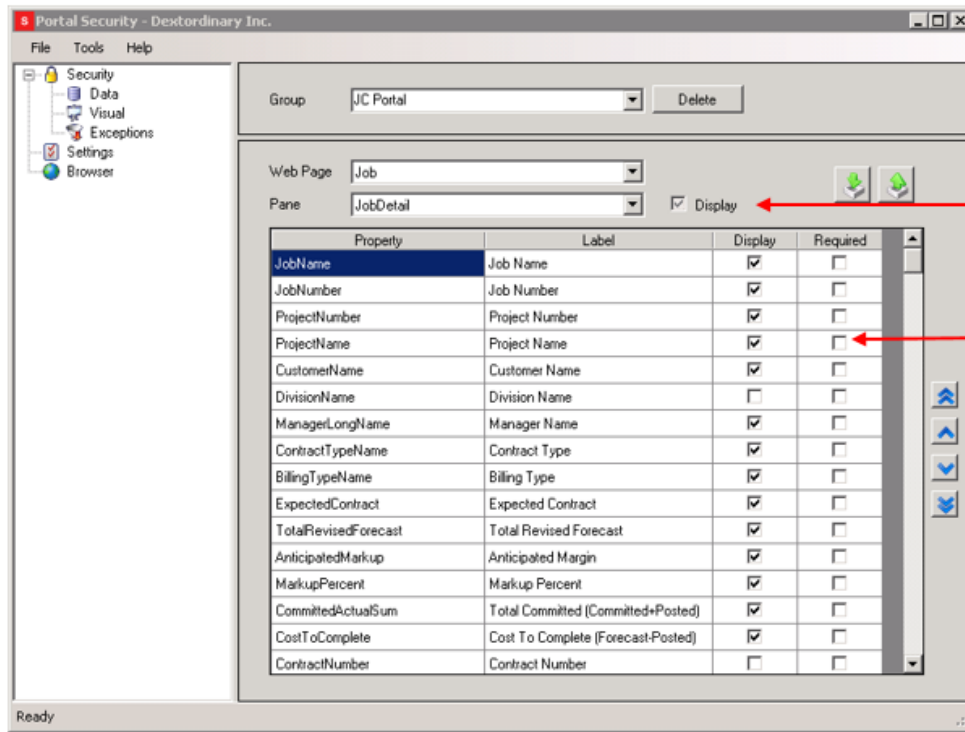 S Portal Security - Dextordinary Inc.
File Tools Help
Security
Data
Visual
Exceptions
Settings
Browser
Group JC Portal Delete
Web Page Job
Pane JobDetail Display
Property Label Display Required
JobName Job Name
JobNumber Job Number
ProjectNumber Project Number
ProjectName Project Name
CustomerName Customer Name
DivisionName Division Name
ManagerLongName Manager Name
ContractTypeName Contract Type
BillingTypeName Billing Type
ExpectedContract Expected Contract
TotalRevisedForecast Total Revised Forecast
AnticipatedMarkup Anticipated Margin
MarkupPercent Markup Percent
CommittedActualSum Total Committed (Committed+Posted)
CostToComplete Cost To Complete (Forecast-Posted)
ContractNumber Contract Number
Ready